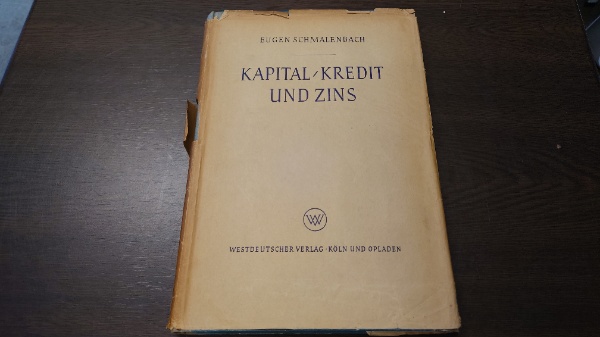 EUGEN SCHMALENBACH
KAPITAL / KREDIT
UND ZINS
W
WESTDEUTSCHER VERLAG · KÖLN UND OPLADEN